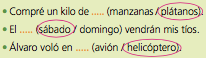 • Compré un kilo de ..... (manzanas / plátanos).
• El ..... (sábado / domingo) vendrán mis tíos.
• Álvaro voló en ..... (avión / helicóptero).